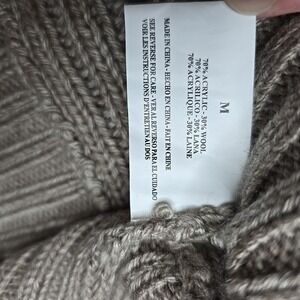 M
70% ACRYLIC - 30% WOOL
70% ACRILICO - 30% LANA
70% ACRYLIQUE - 30% LAINE
MADE IN CHINA - HECHO EN CHINA - FAIT EN CHINE
SEE REVERSE FOR CARE - VER AL REVERSO PARA EL CUIDADO
VOIR LES INSTRUCTIONS D'ENTRETIEN AU DOS